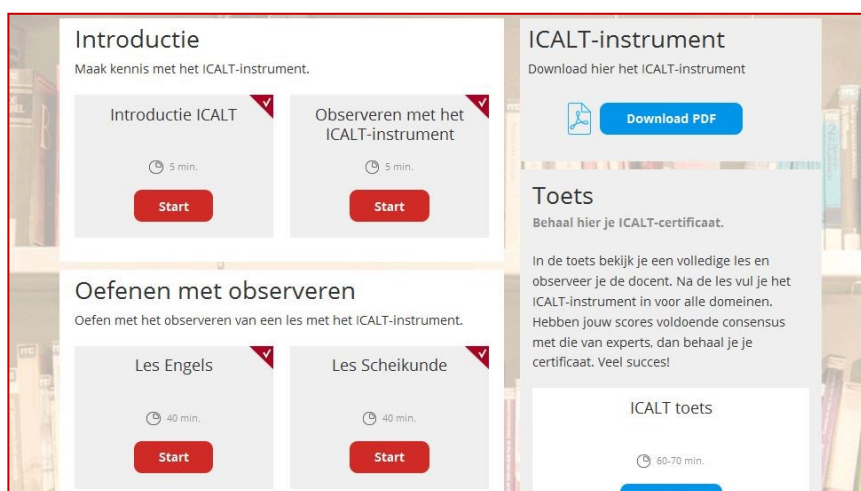 Introductie
Maak kennis met het ICALT-instrument.
Introductie ICALT
5 min.
Start
Observeren met het
ICALT-instrument
5 min.
Start
Oefenen met observeren
Oefen met het observeren van een les met het ICALT-instrument.
Les Engels
40 min.
Start
Les Scheikunde
40 min.
Start
ICALT-instrument
Download hier het ICALT-instrument
Download PDF
Toets
Behaal hier je ICALT-certificaat.
In de toets bekijk je een volledige les en
observeer je de docent. Na de les vul je het
ICALT-instrument in voor alle domeinen.
Hebben jouw scores voldoende consensus
met die van experts, dan behaal je je
certificaat. Veel succes!
ICALT toets
60-70 min.